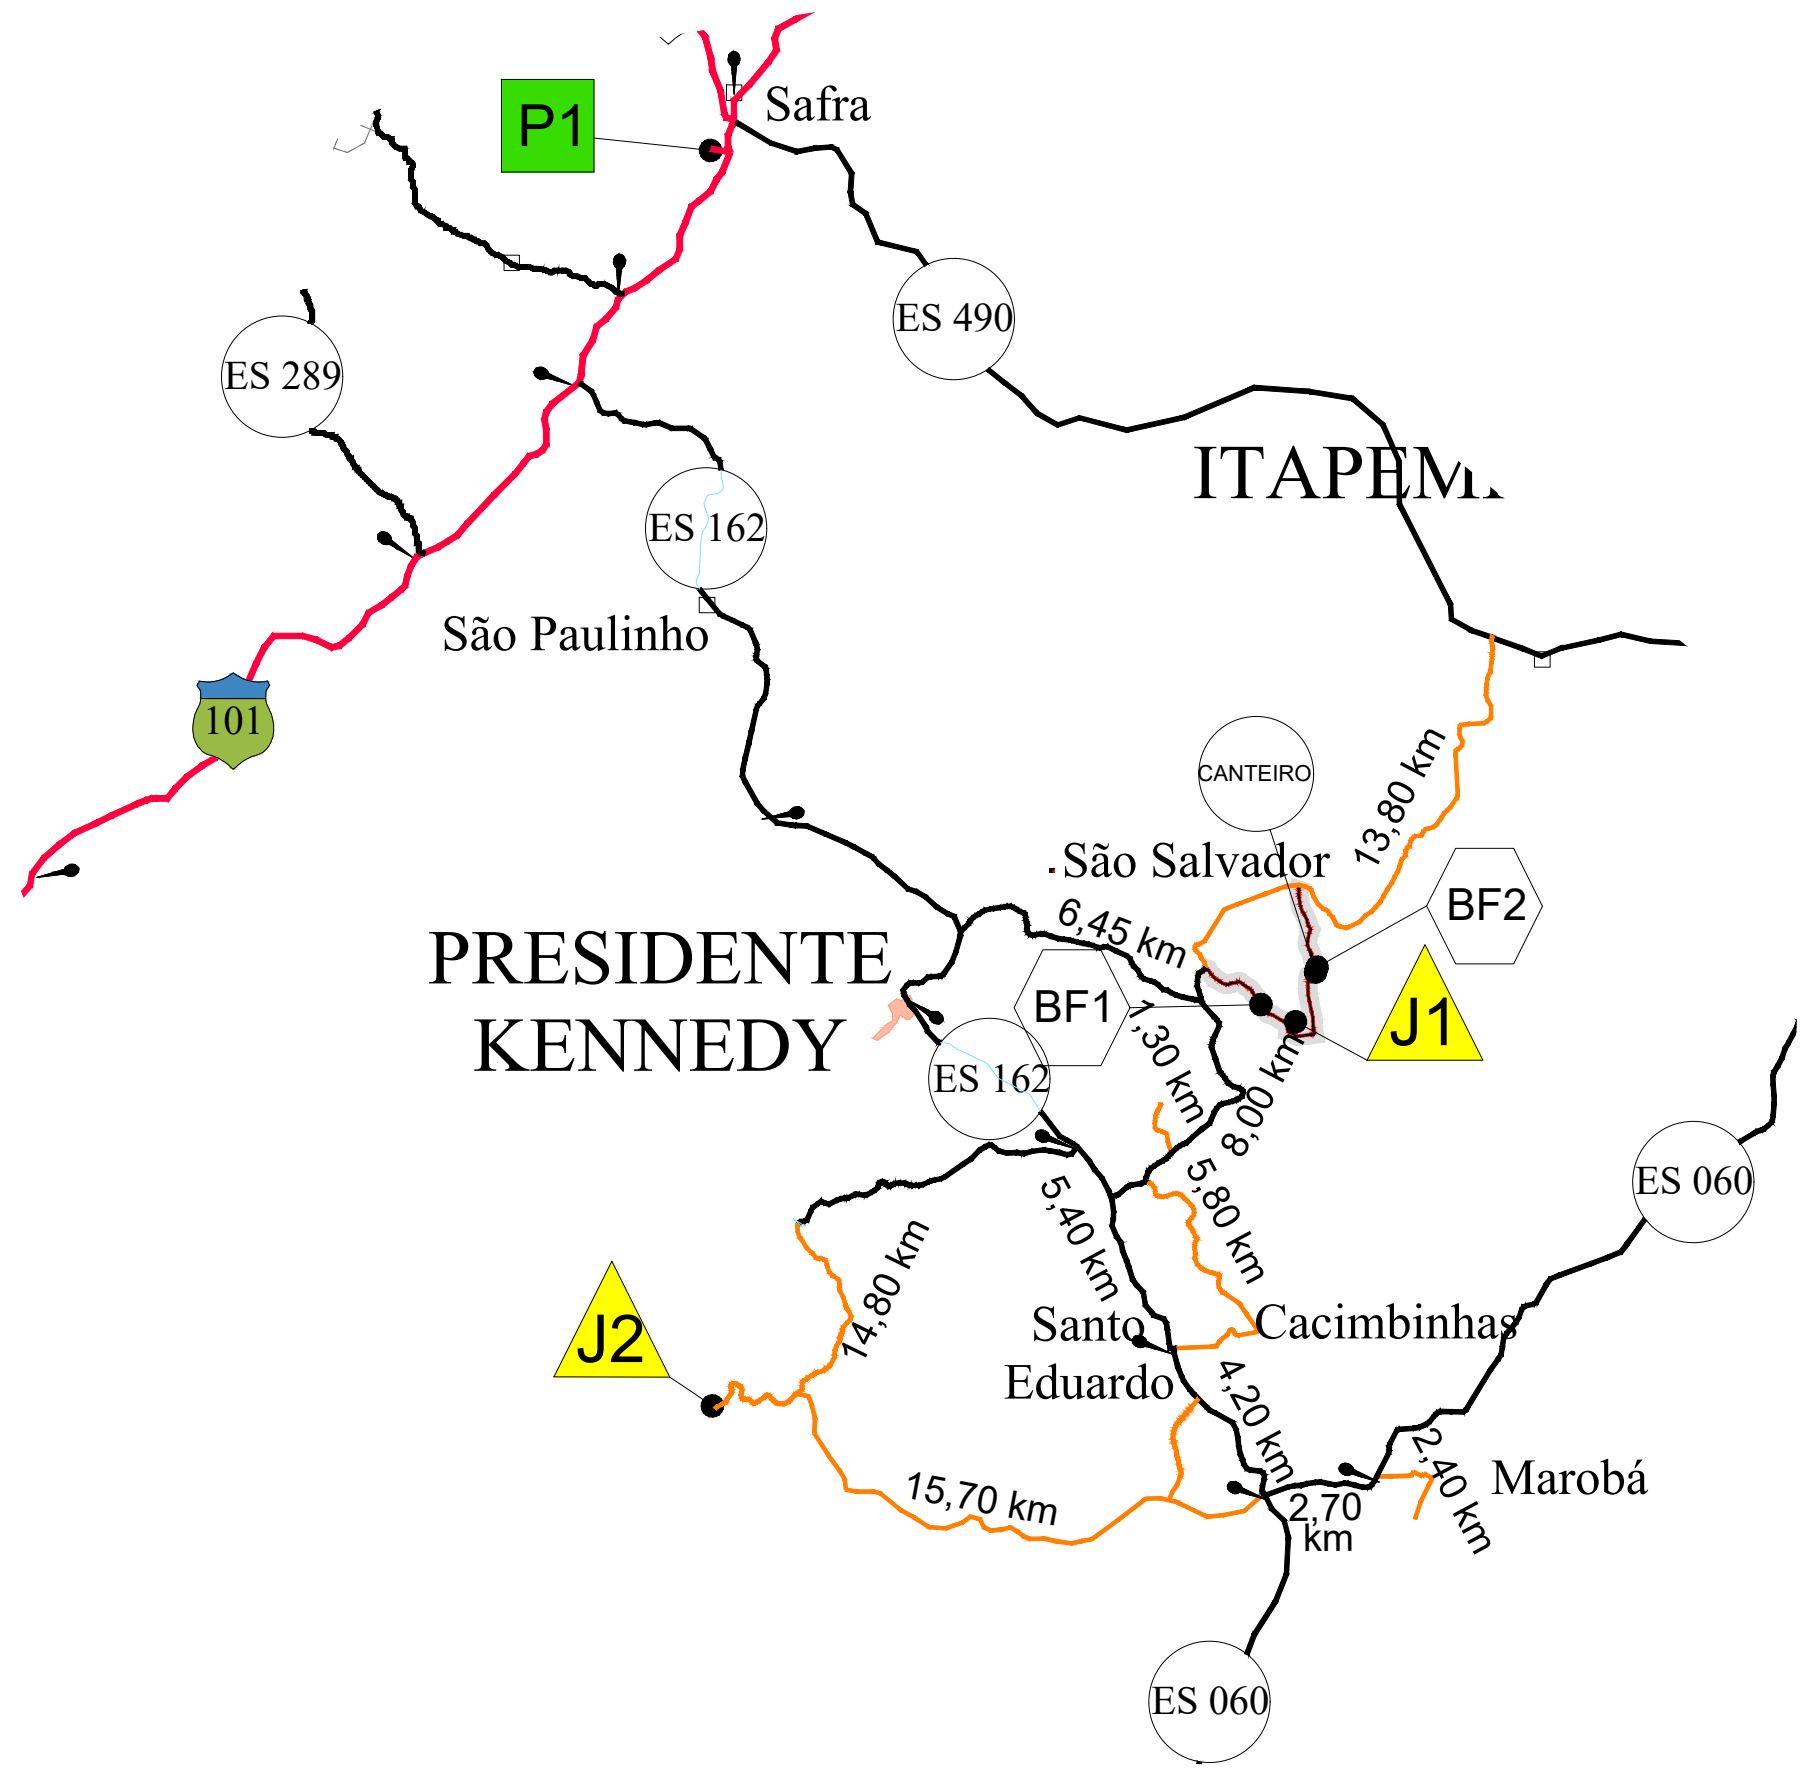 Safra
P1
ES 490
ES 289
ITAPEM
ES 162
São Paulinho
101
CANTEIRO
13,80 km
São Salvador
BF2
6,45 km
PRESIDENTE
KENNEDY
BF1
J1
1,30 km
8,00 km
ES 162
ES 060
5,80 km
5,40 km
14,80 km
J2
Santo
Eduardo
Cacimbinhas
4,20 km
2,40 km
Marobá
15,70 km
2,70
km
ES 060